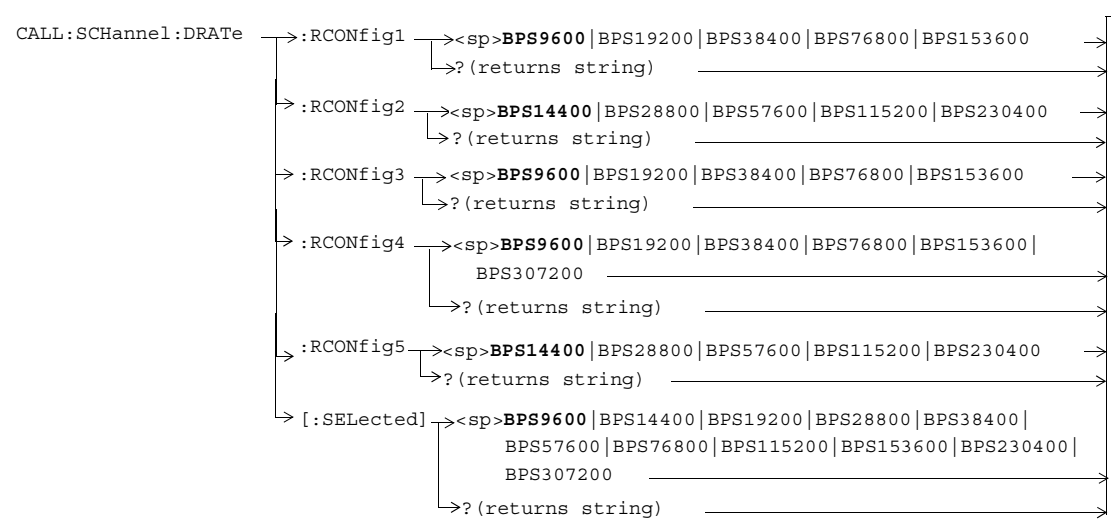 CALL:SCHannel:DRATe :RCONfig1 <sp>BPS9600|BPS19200|BPS38400|BPS76800|BPS153600
?(returns string)
:RCONfig2 <sp>BPS14400|BPS28800|BPS57600|BPS115200|BPS230400
?(returns string)
:RCONfig3 <sp>BPS9600|BPS19200|BPS38400|BPS76800|BPS153600
?(returns string)
:RCONfig4 <sp>BPS9600|BPS19200|BPS38400|BPS76800|BPS153600|
BPS307200
?(returns string)
:RCONfig5 <sp>BPS14400|BPS28800|BPS57600|BPS115200|BPS230400
?(returns string)
[:SELected] <sp>BPS9600|BPS14400|BPS19200|BPS28800|BPS38400|
BPS57600|BPS76800|BPS115200|BPS153600|BPS230400|
BPS307200
?(returns string)